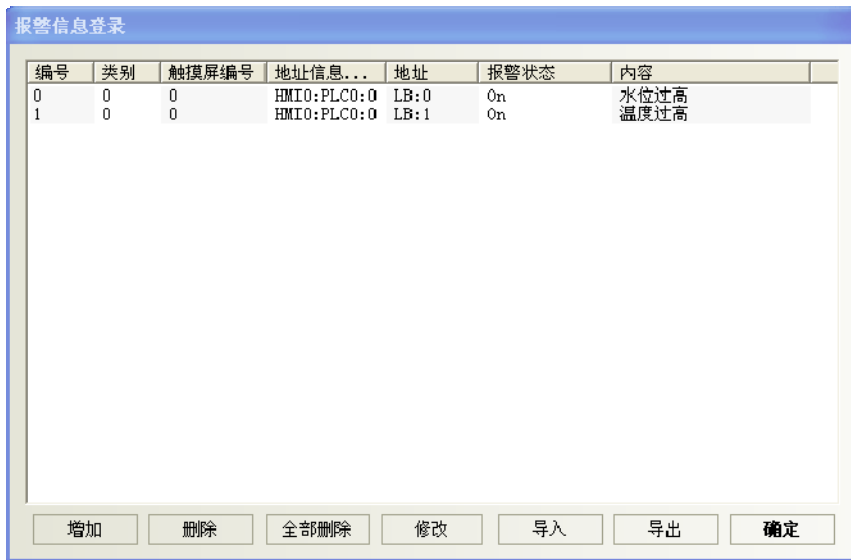 报警信息登录
编号 类别 触摸屏编号 地址信息... 地址 报警状态 内容
0 0 0 HMI0:PLC0:0 LB:0 On 水位过高
1 0 0 HMI0:PLC0:0 LB:1 On 温度过高
增加 删除 全部删除 修改 导入 导出 确定